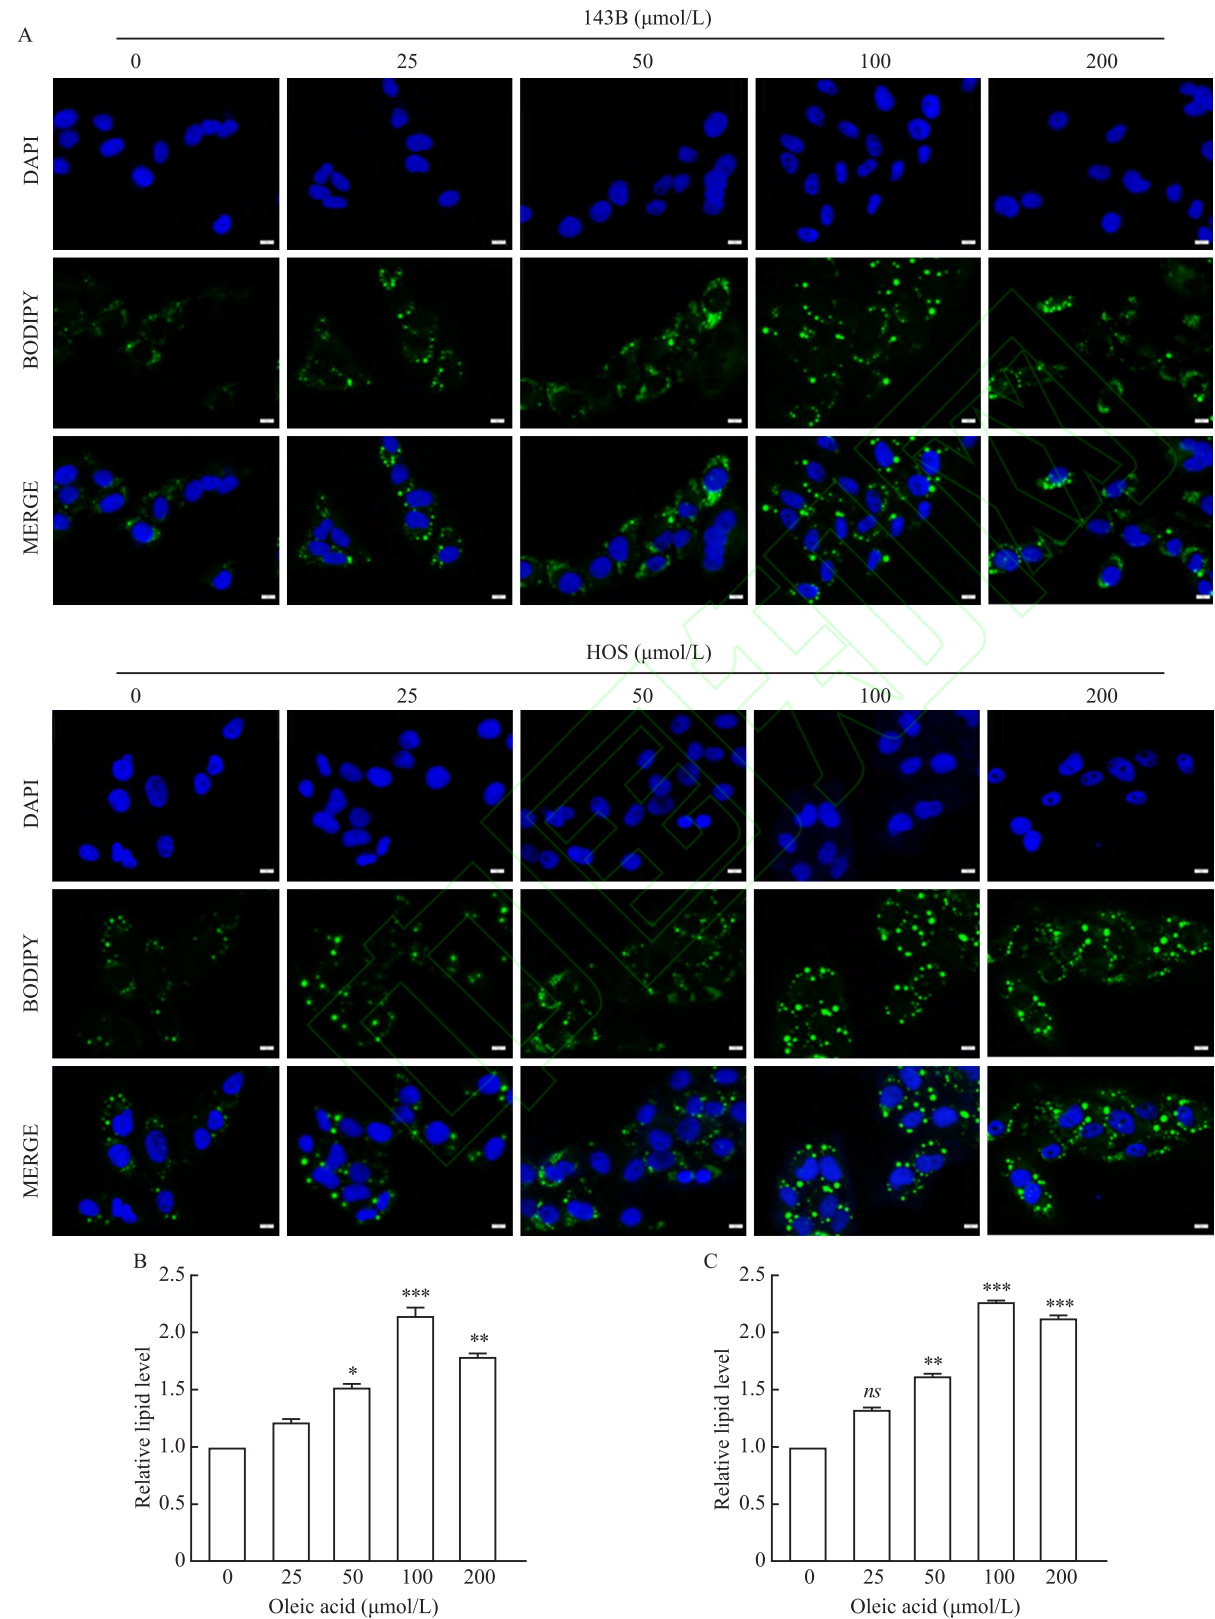 A
143B (μmol/L)
0 25 50 100 200
DAPI
BODIPY
MERGE
HOS (μmol/L)
0 25 50 100 200
DAPI
BODIPY
MERGE
B
Relative lipid level
2.5
2.0
1.5
1.0
0.5
0
* *** **
0 25 50 100 200
Oleic acid (μmol/L)
C
Relative lipid level
2.5
2.0
1.5
1.0
0.5
0
ns ** *** ***
0 25 50 100 200
Oleic acid (μmol/L)